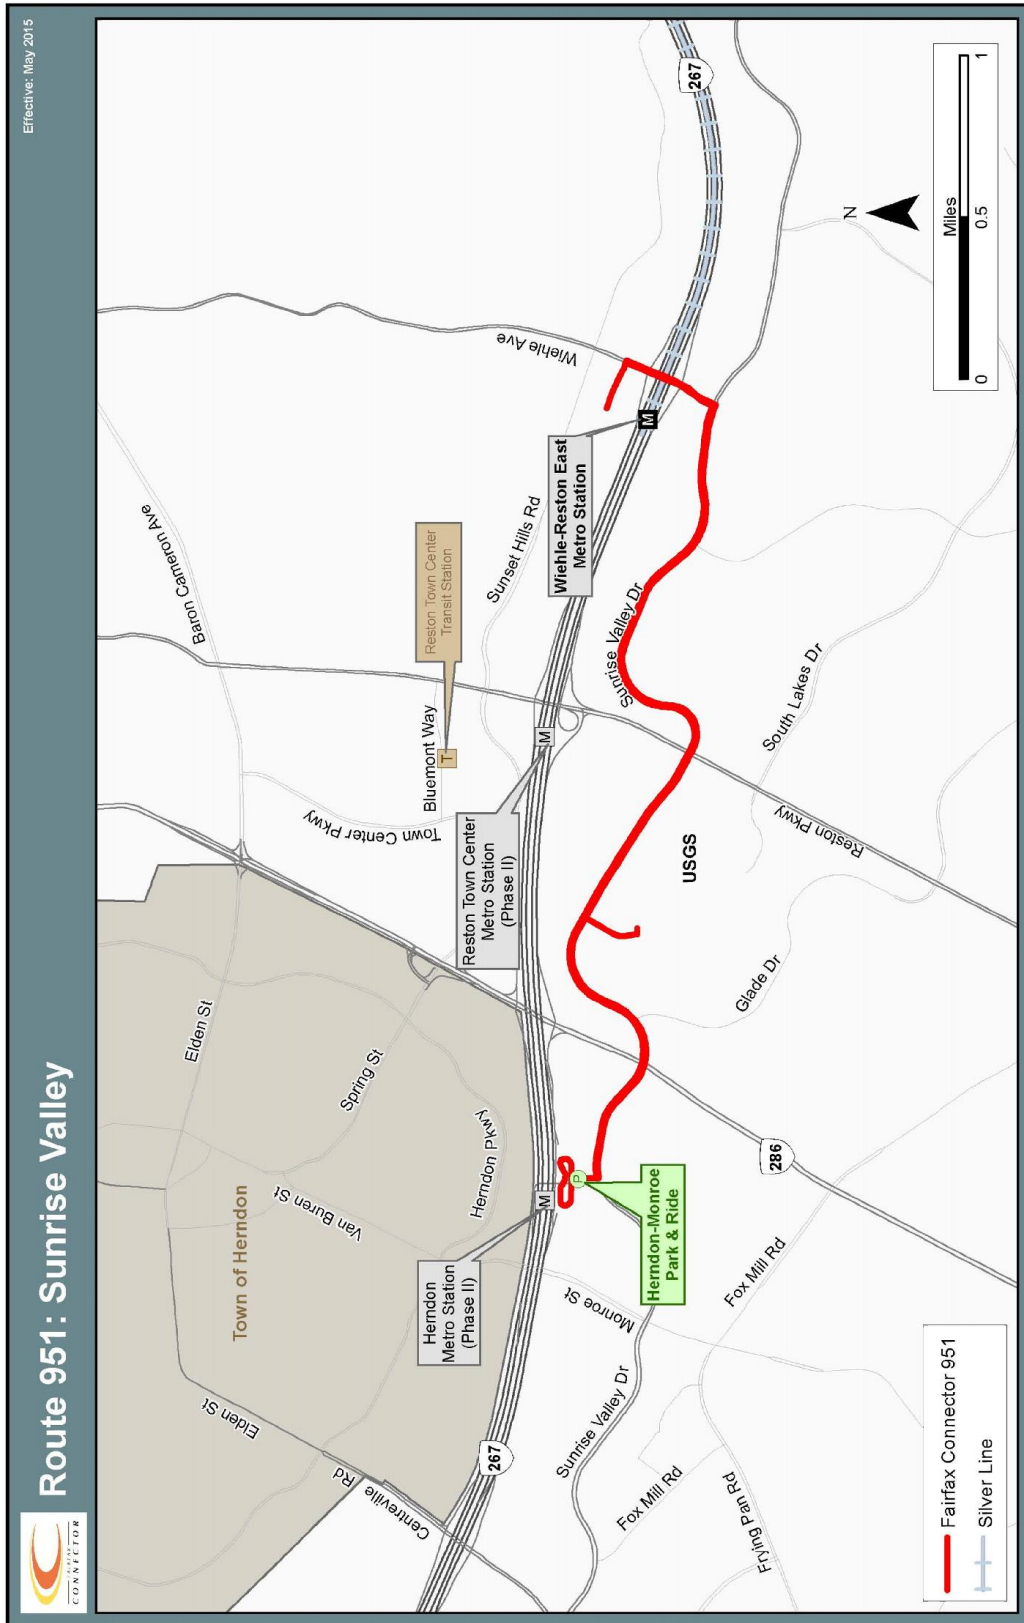 FAIRFAX
CONNECTOR
Route 951: Sunrise Valley
Effective: May 2015
Baron Cameron Ave
Wiehle Ave
Elden St
Town Center Pkwy
Bluemont Way
T
Reston Town Center
Transit Station
Spring St
Town of Herndon
Van Buren St
Herndon Pkwy
Elden St
Centreville
Rd
Sunset Hills Rd
Reston Town Center
Metro Station
(Phase II)
M
Herndon
Metro Station
(Phase II)
M
Wiehle-Reston East
Metro Station
M
267
267
P
Herndon-Monroe
Park & Ride
Monroe St
Sunrise Valley Dr
Sunrise Valley Dr
USGS
Fox Mill Rd
Fox Mill Rd
Frying Pan Rd
286
Glade Dr
Reston Pkwy
South Lakes Dr
N
Miles
0
0.5
1
Fairfax Connector 951
Silver Line